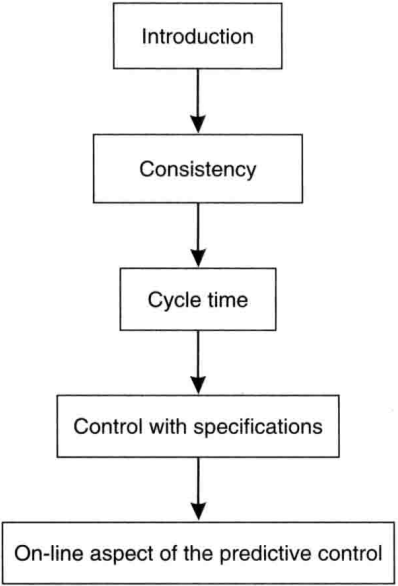 Introduction
Consistency
Cycle time
Control with specifications
On-line aspect of the predictive control